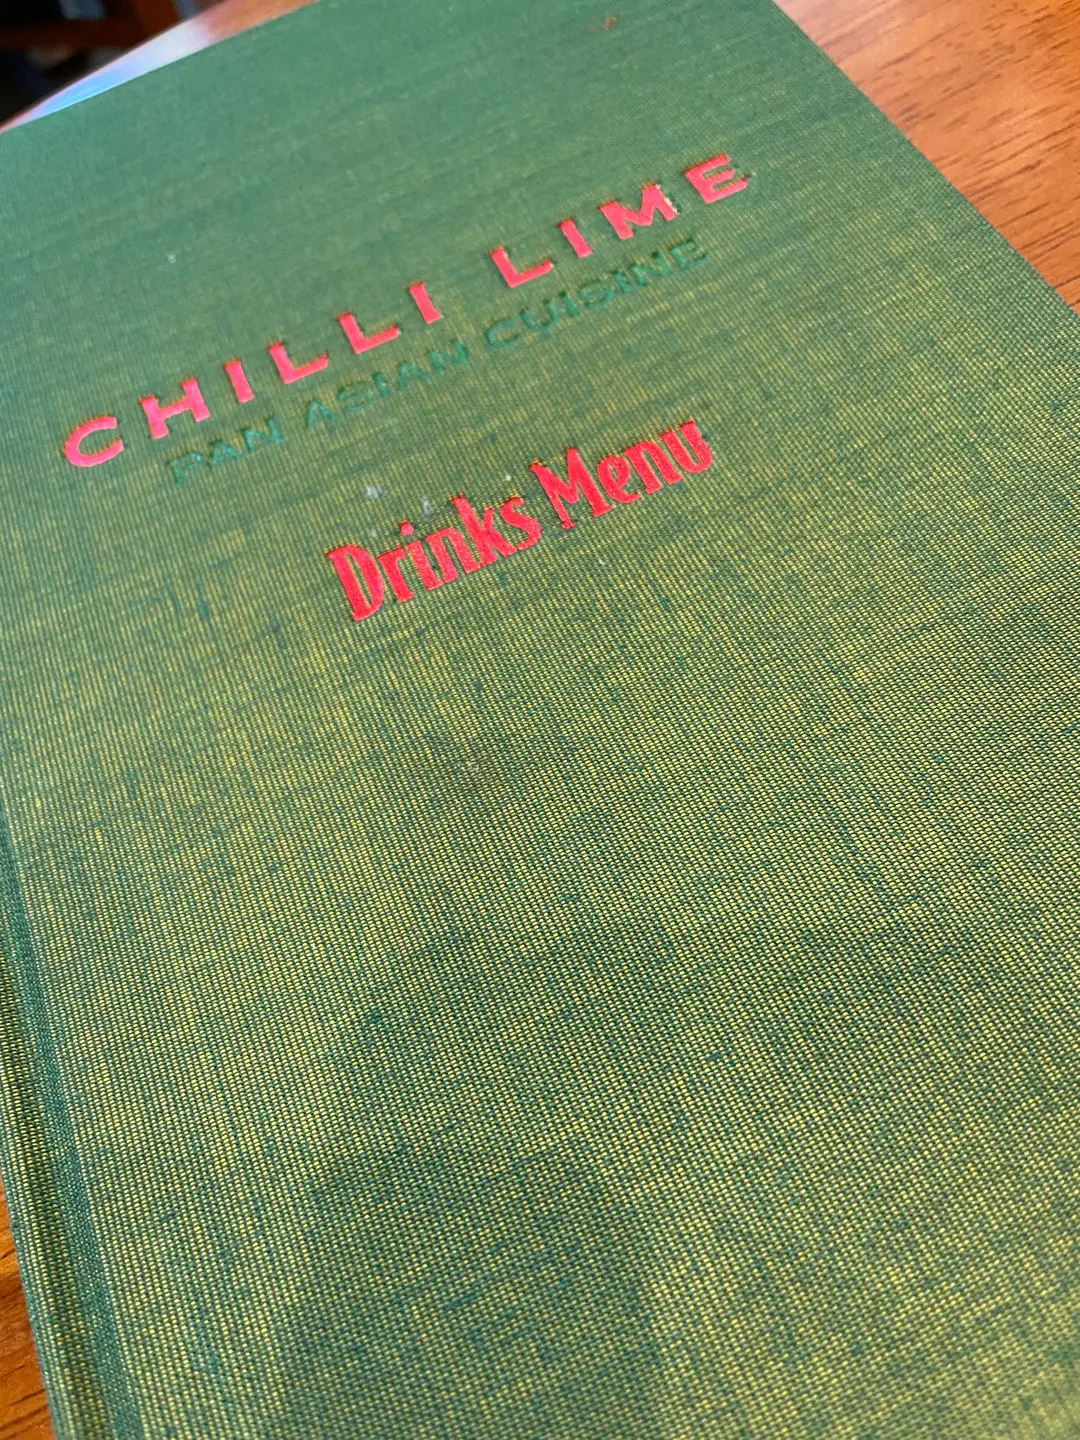 CHILLI LIME
PAN ASIAN CUISINE
Drinks Menu